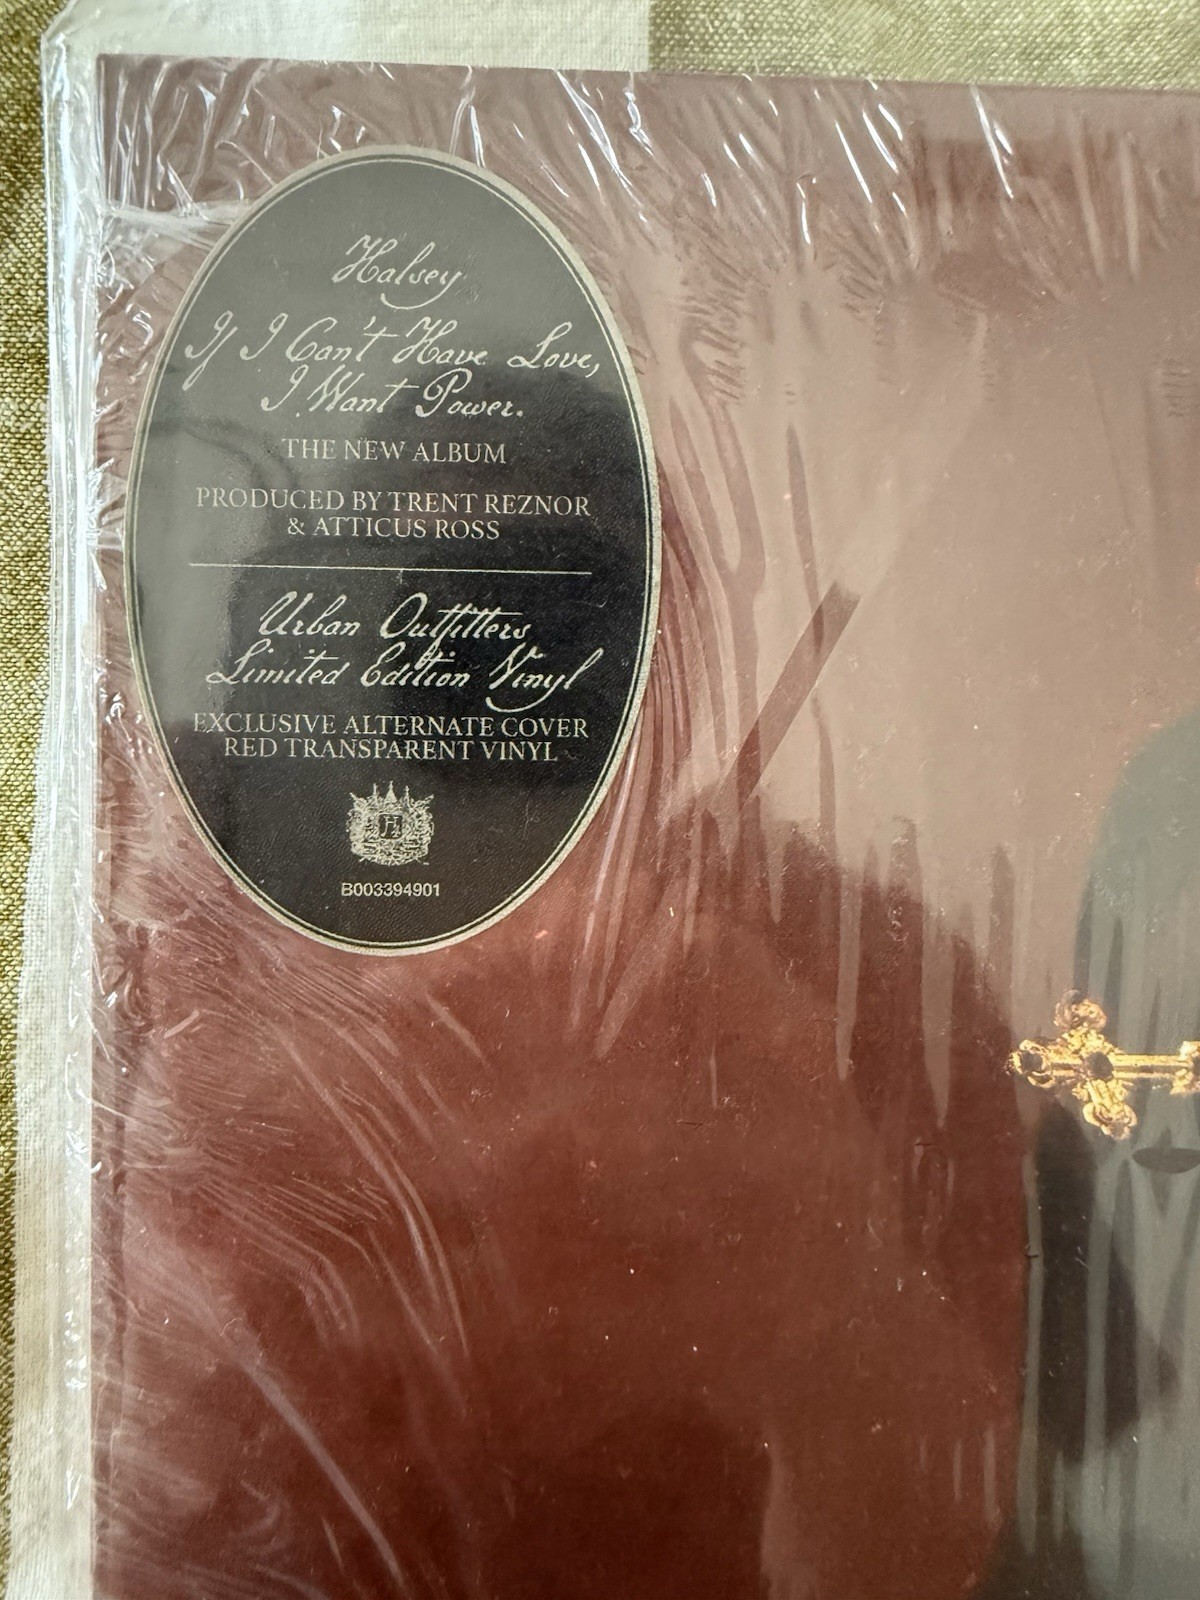 Halsey
If I Can't Have Love,
I Want Power.
THE NEW ALBUM
PRODUCED BY TRENT REZNOR
& ATTICUS ROSS
Urban Outfitters
Limited Edition Vinyl
EXCLUSIVE ALTERNATE COVER
RED TRANSPARENT VINYL
H
B003394901